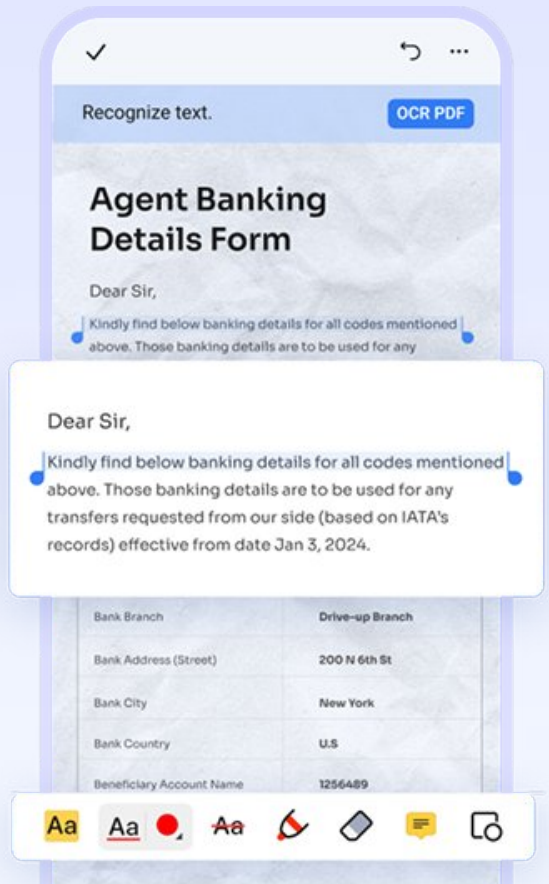 Recognize text.
OCR PDF
Agent Banking
Details Form
Dear Sir,
Kindly find below banking details for all codes mentioned
above. Those banking details are to be used for any
Dear Sir,
Kindly find below banking details for all codes mentioned
above. Those banking details are to be used for any
transfers requested from our side (based on IATA's
records) effective from date Jan 3, 2024.
Bank Branch Drive-up Branch
Bank Address (Street) 200 N 6th St
Bank City New York
Bank Country U.S
Beneficiary Account Name 1256489
Aa Aa Aa